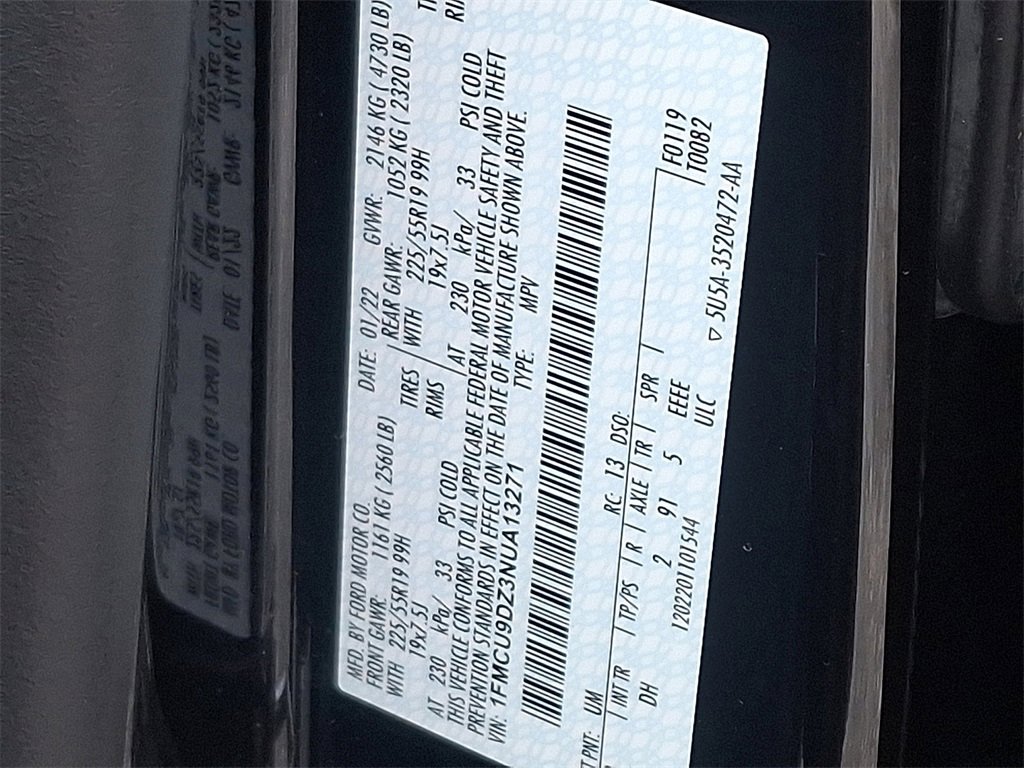 MFD. BY FORD MOTOR CO.
DATE: 01/22 GVWR: 2146 KG ( 4730 LB)
FRONT GAWR: 1161 KG ( 2560 LB)
REAR GAWR: 1052 KG ( 2320 LB)
WITH 225/55R19 99H TIRES WITH 225/55R19 99H
19x7.5J RIMS 19x7.5J
AT 230 kPa/ 33 PSI COLD AT 230 kPa/ 33 PSI COLD
THIS VEHICLE CONFORMS TO ALL APPLICABLE FEDERAL MOTOR VEHICLE SAFETY AND THEFT
PREVENTION STANDARDS IN EFFECT ON THE DATE OF MANUFACTURE SHOWN ABOVE.
VIN: 1FMCU9DZ3NUA13271 TYPE: MPV
T PNT: UM RC: 13 DSO: F0119
/ INT TR / TP/PS / R / AXLE / TR / SPR / T0082
DH 2 91 5 EEEE
1202201101544 ULC
▽ 5U5A-3520472-AA